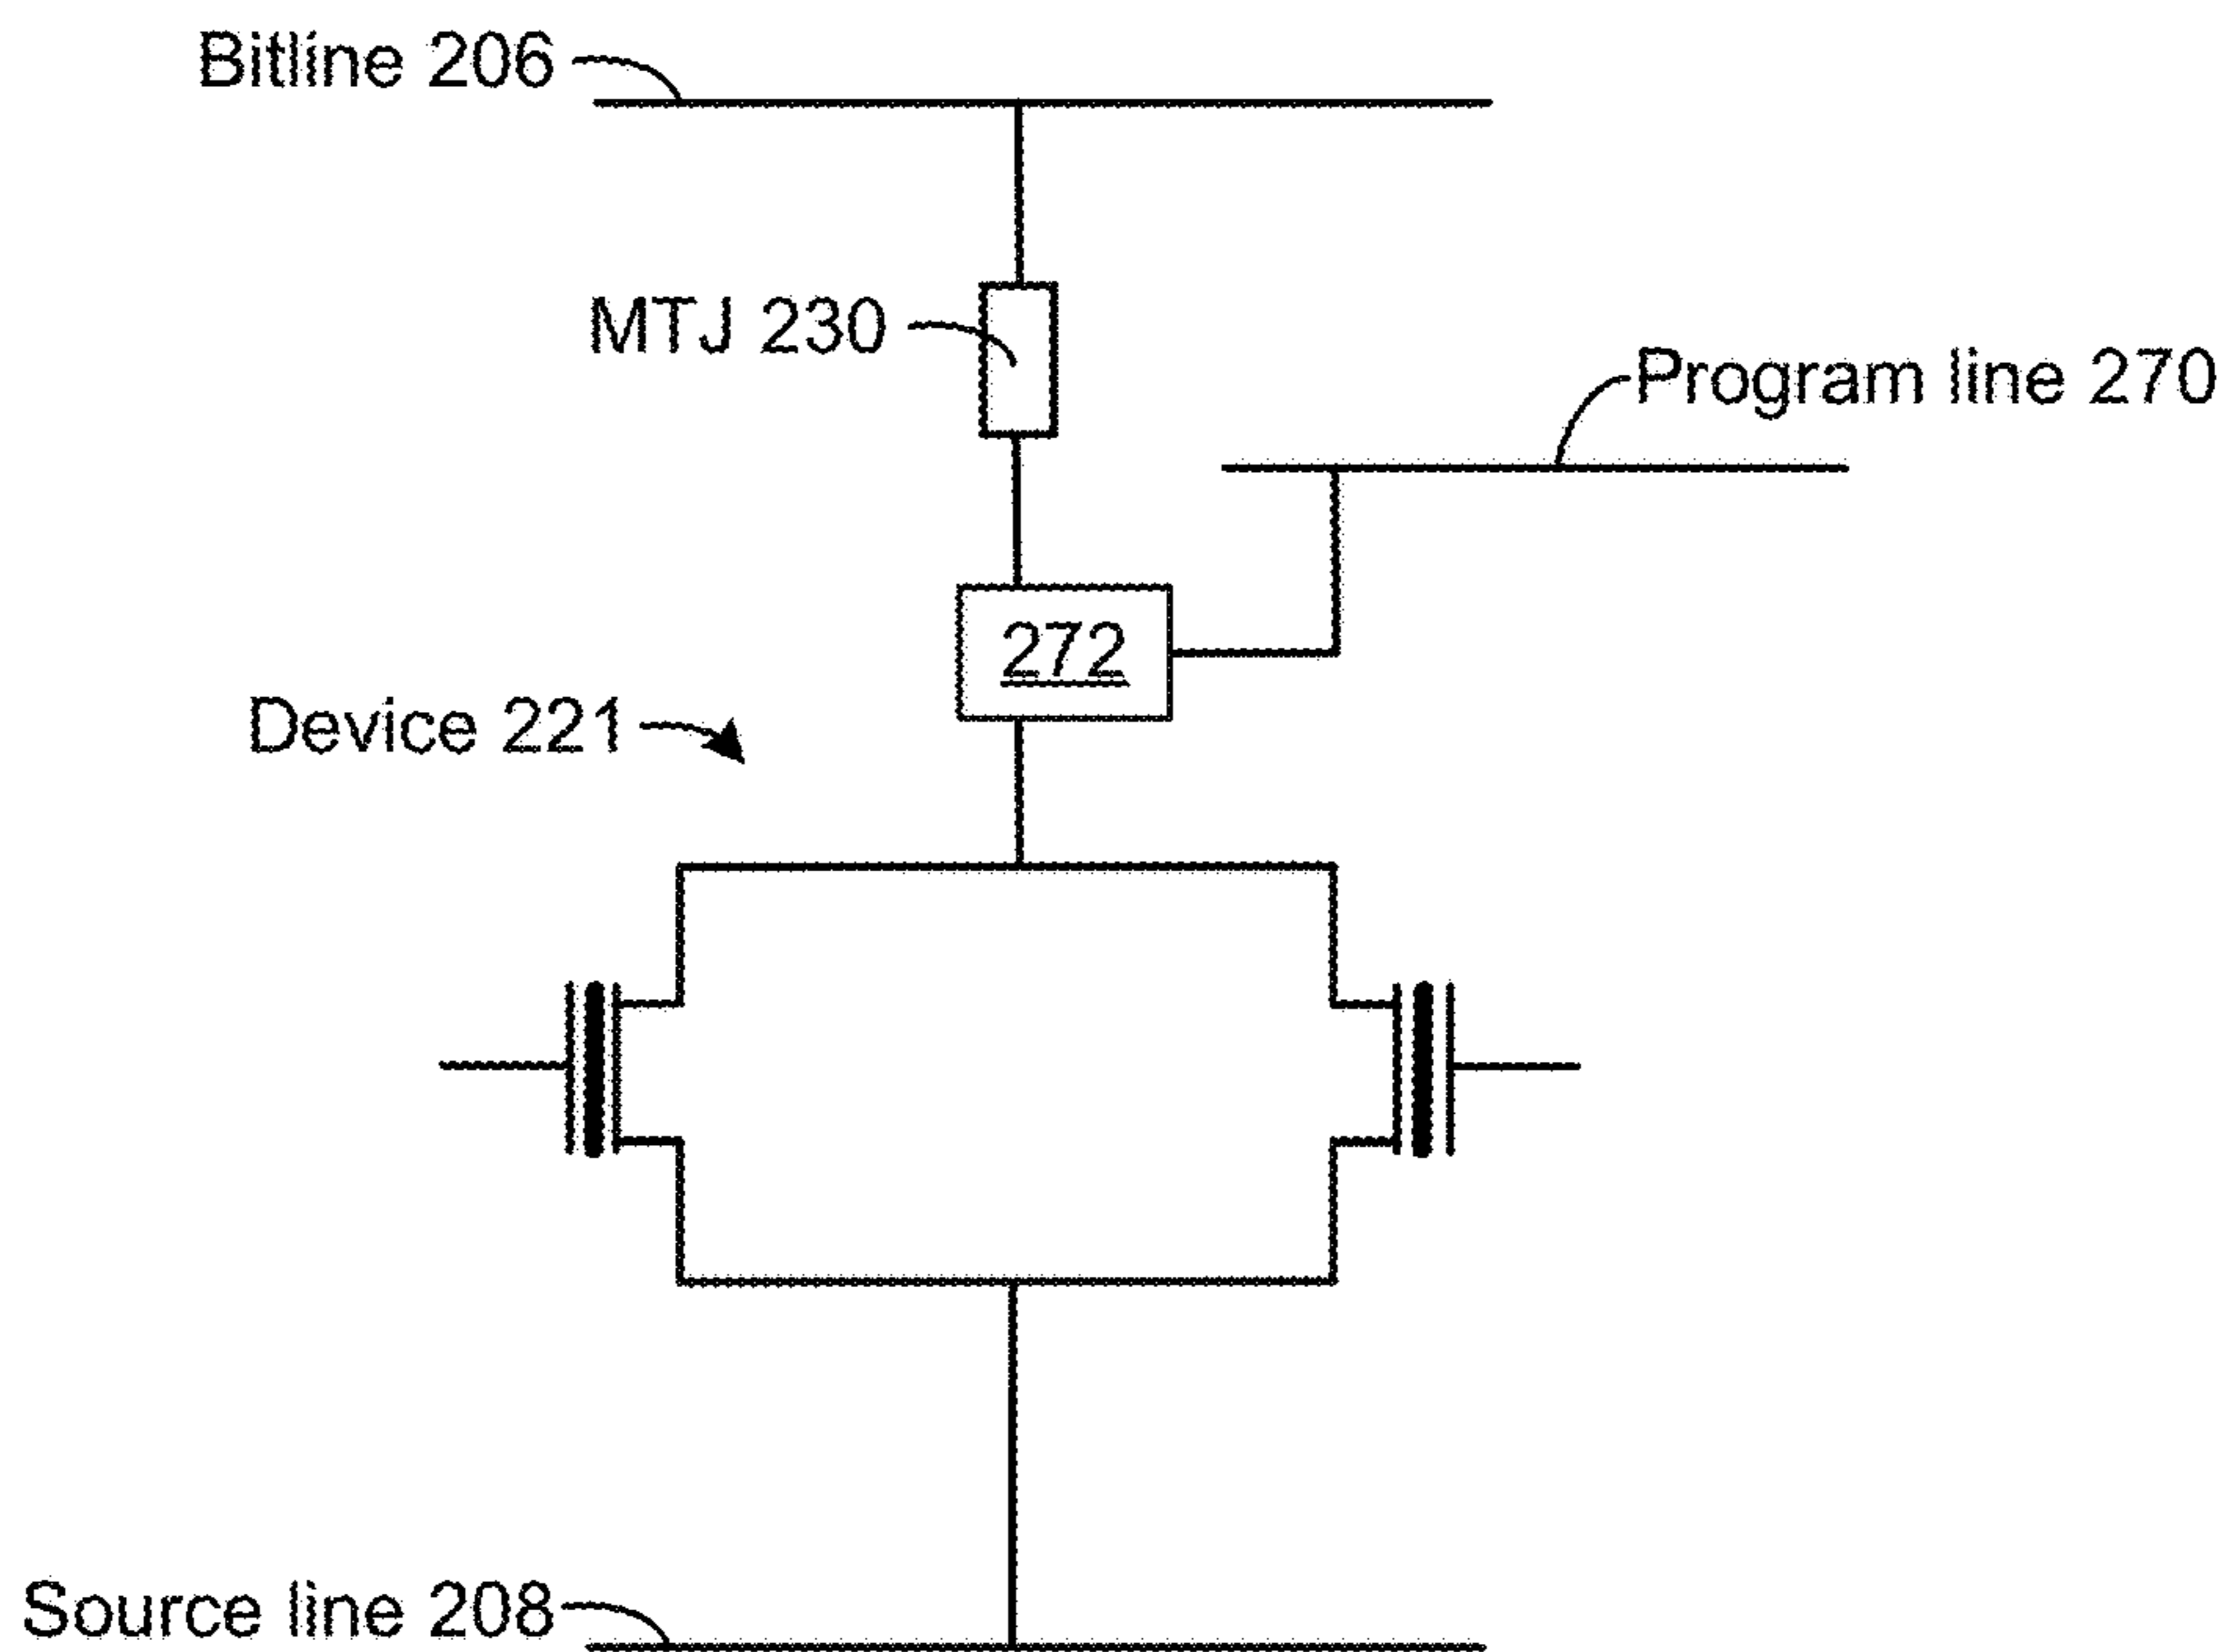 Bitline 206
MTJ 230
Program line 270
272
Device 221
Source line 208